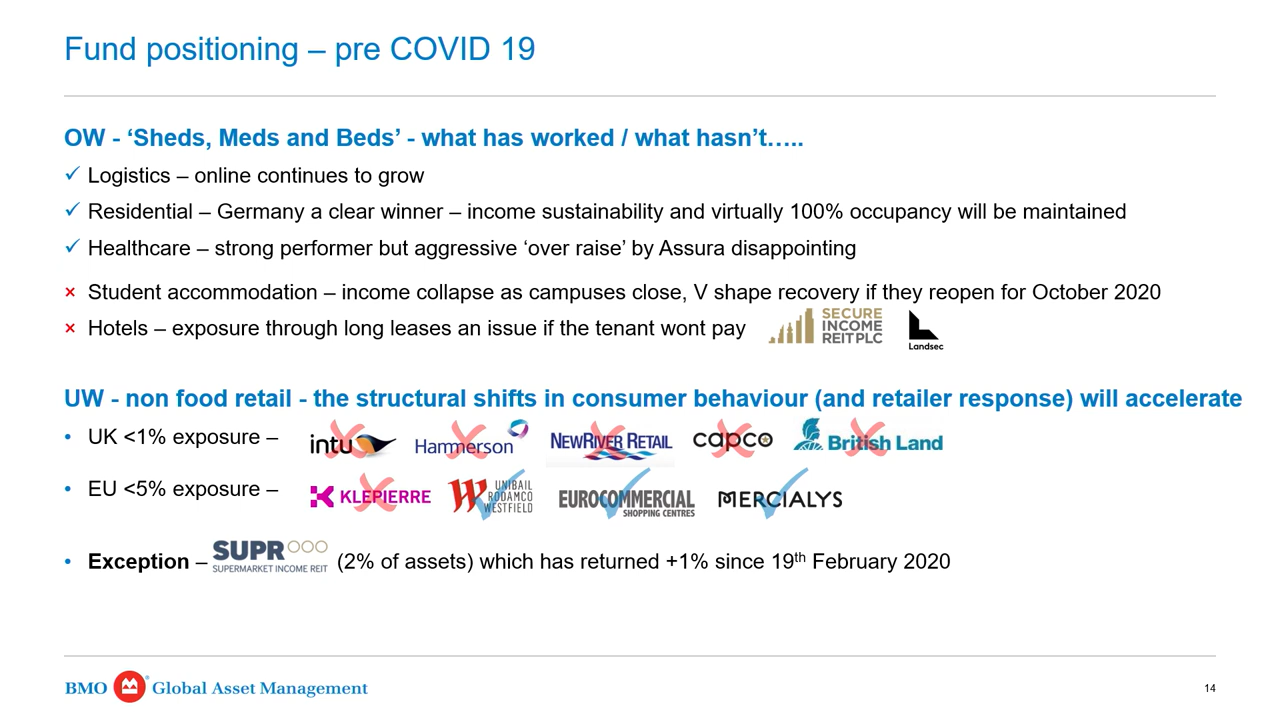 Fund positioning – pre COVID 19
OW - ‘Sheds, Meds and Beds’ - what has worked / what hasn’t…..
✓ Logistics – online continues to grow
✓ Residential – Germany a clear winner – income sustainability and virtually 100% occupancy will be maintained
✓ Healthcare – strong performer but aggressive ‘over raise’ by Assura disappointing
× Student accommodation – income collapse as campuses close, V shape recovery if they reopen for October 2020
× Hotels – exposure through long leases an issue if the tenant wont pay
SECURE
INCOME
REIT PLC
Landsec
UW - non food retail - the structural shifts in consumer behaviour (and retailer response) will accelerate
• UK <1% exposure – intu Hammerson NEWRIVER RETAIL capco British Land
• EU <5% exposure – KLEPIERRE
UNIBAIL
RODAMCO
WESTFIELD
EUROCOMMERCIAL
SHOPPING CENTRES
MERCIALYS
• Exception – SUPR (2% of assets) which has returned +1% since 19th February 2020
SUPERMARKET INCOME REIT
BMO Global Asset Management
14